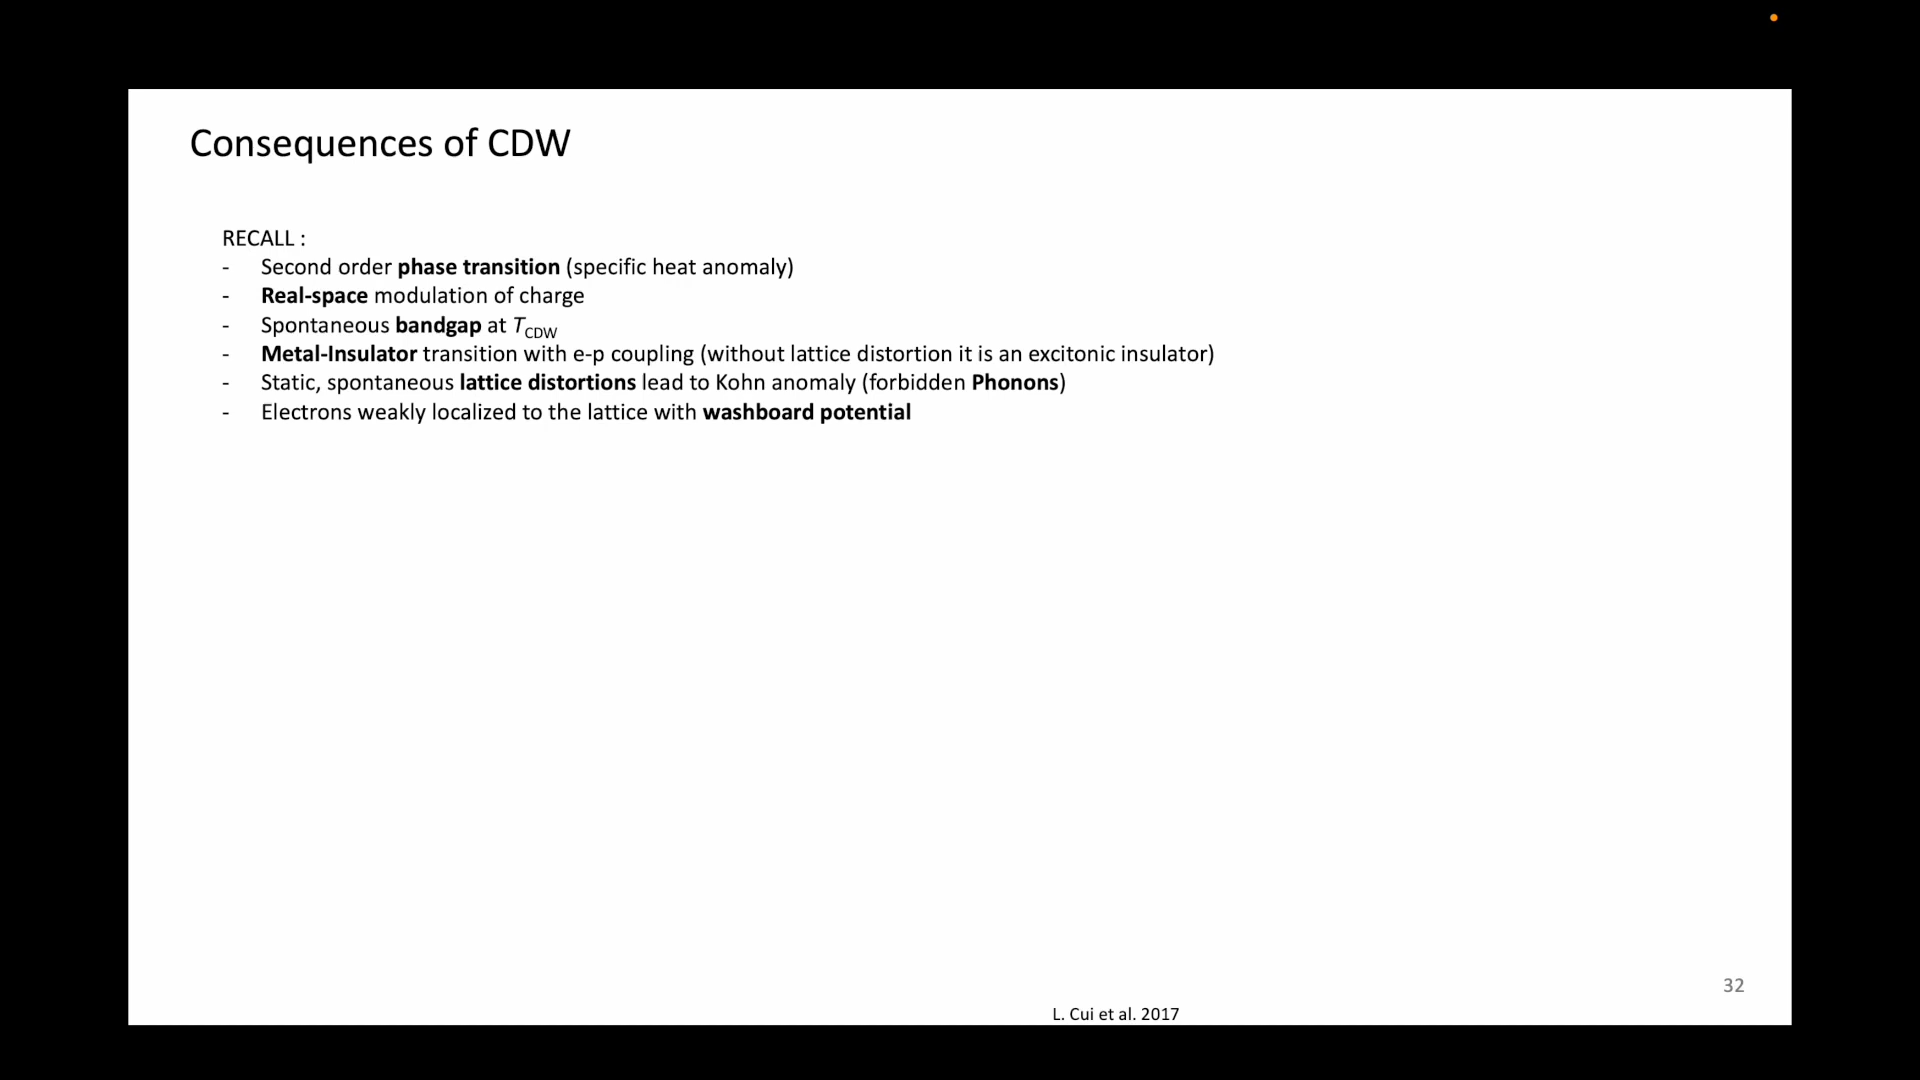 Consequences of CDW
RECALL :
- Second order phase transition (specific heat anomaly)
- Real-space modulation of charge
- Spontaneous bandgap at TCDW
- Metal-Insulator transition with e-p coupling (without lattice distortion it is an excitonic insulator)
- Static, spontaneous lattice distortions lead to Kohn anomaly (forbidden Phonons)
- Electrons weakly localized to the lattice with washboard potential
32
L. Cui et al. 2017